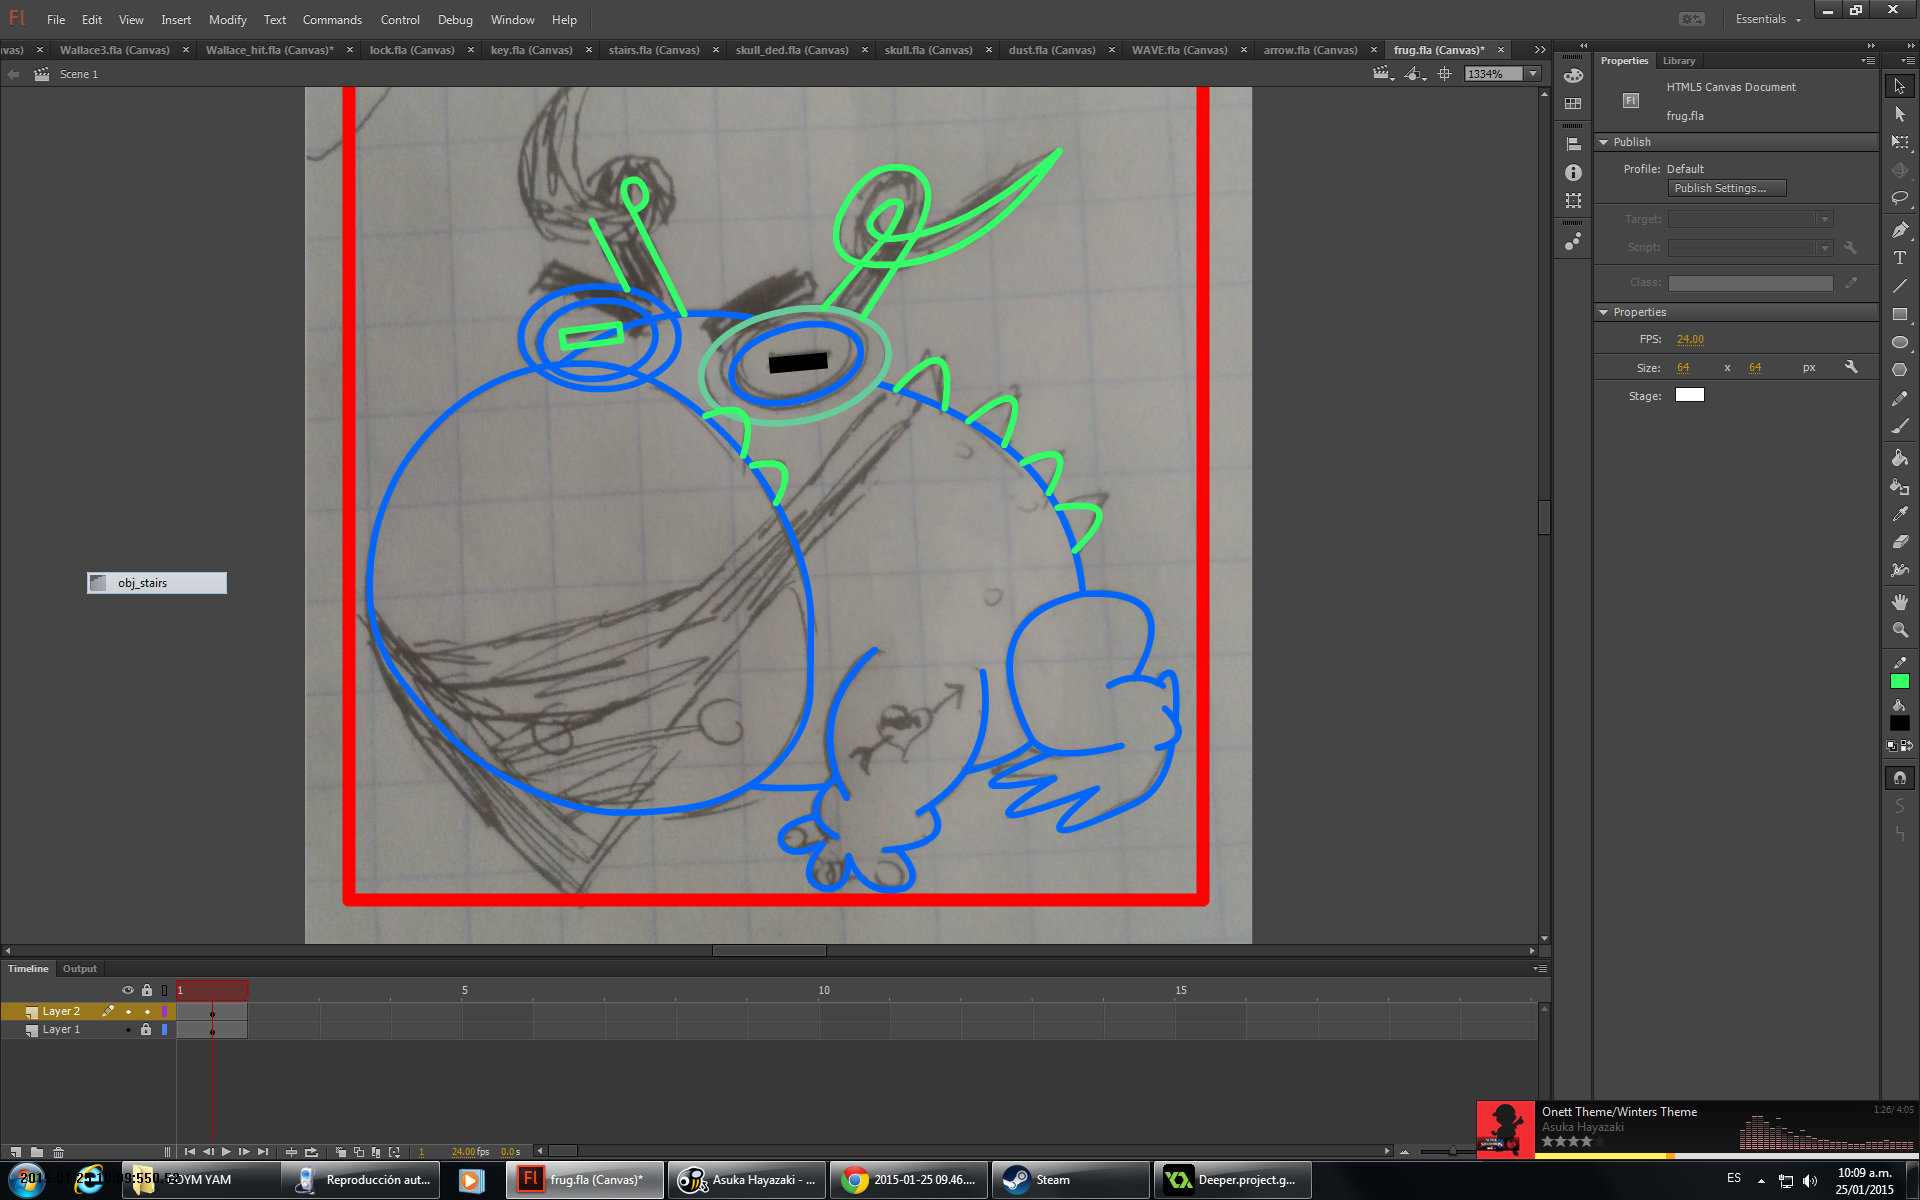 Fl File Edit View Insert Modify Text Commands Control Debug Window Help Essentials
vas) × Wallace3.fla (Canvas) × Wallace_hit.fla (Canvas)* × lock.fla (Canvas) × key.fla (Canvas) × stairs.fla (Canvas) × skull_ded.fla (Canvas) × skull.fla (Canvas) × dust.fla (Canvas) × WAVE.fla (Canvas) × arrow.fla (Canvas) × frug.fla (Canvas)* ×
Scene 1 1334%
Properties Library
HTML5 Canvas Document
Fl
frug.fla
Publish
Profile: Default
Publish Settings...
Target:
Script:
Class:
Properties
FPS: 24.00
Size: 64 x 64 px
Stage:
obj_stairs
Timeline Output
1 5 10 15
Layer 2
Layer 1
1 24.00 fps 0.0 s
Onett Theme/Winters Theme 1:26/ 4:05
Asuka Hayazaki
Reproducción aut...
Fl frug.fla (Canvas)*
Asuka Hayazaki - ...
2015-01-25 09.46....
Steam
Deeper.project.g...
ES
10:09 a.m.
25/01/2015